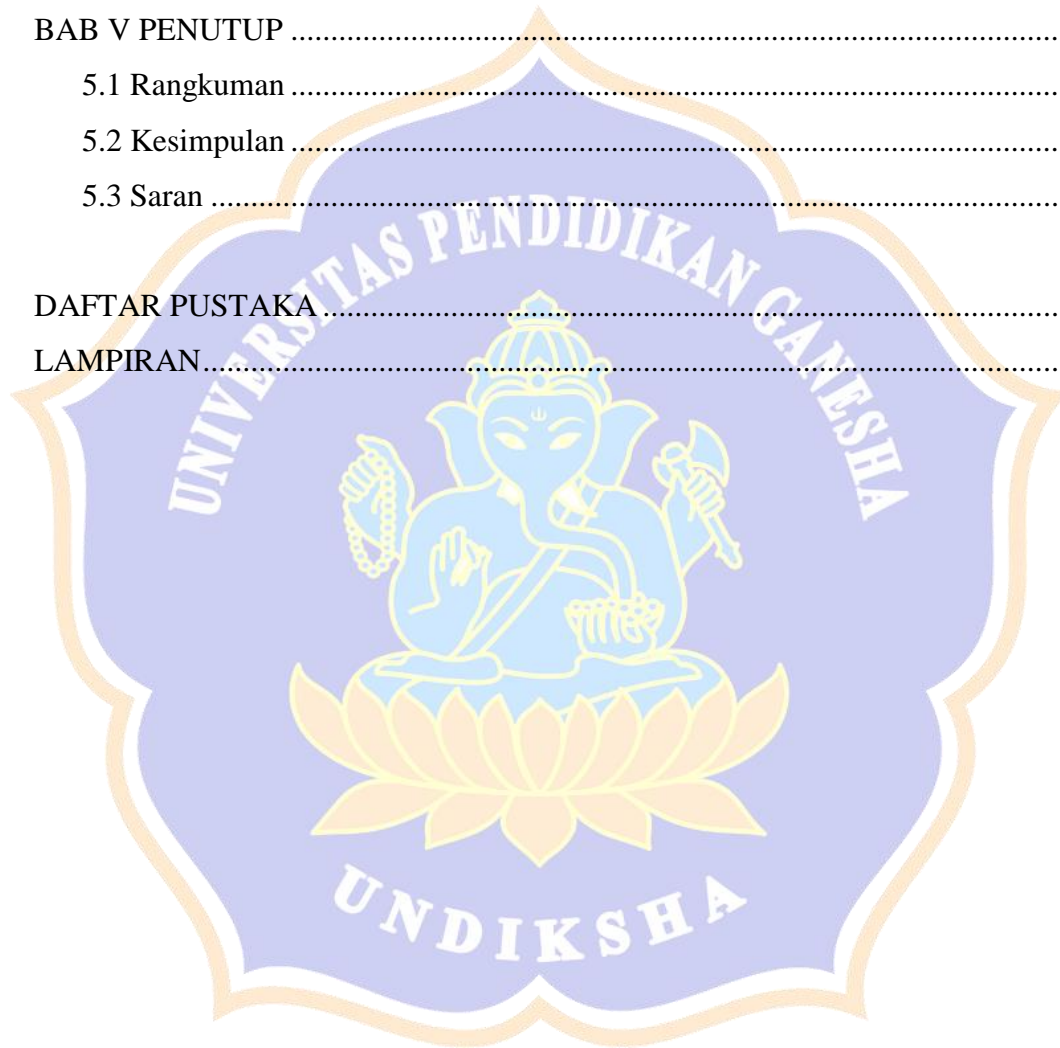 BAB V PENUTUP ....................................................................................................
5.1 Rangkuman ....................................................................................................
5.2 Kesimpulan ....................................................................................................
5.3 Saran ....................................................................................................
UNIVERSITAS PENDIDIKAN GANESHA
DAFTAR PUSTAKA ....................................................................................................
LAMPIRAN....................................................................................................
UNDIKSHA